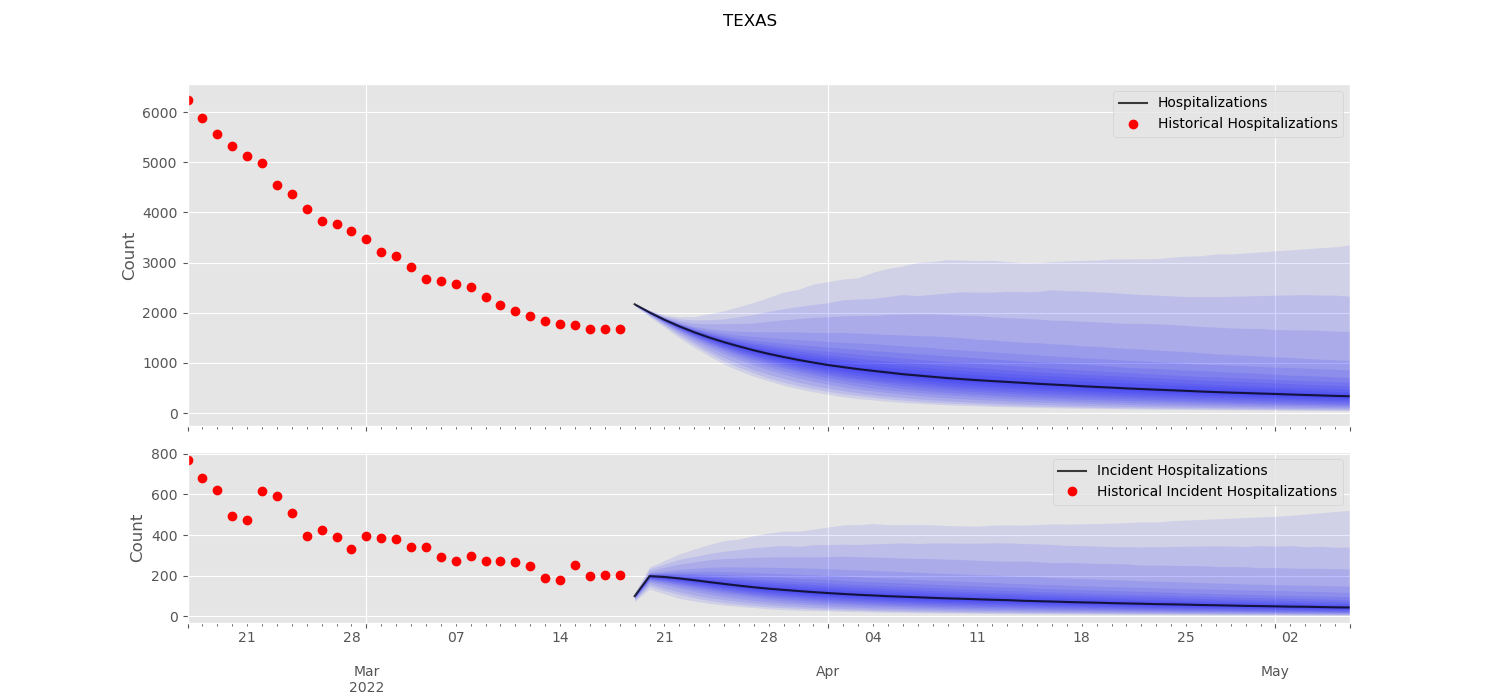 TEXAS
Hospitalizations
Historical Hospitalizations
6000
5000
4000
3000
2000
1000
0
Count
Incident Hospitalizations
Historical Incident Hospitalizations
800
600
400
200
0
Count
21 28 07 14 21 28 04 11 18 25 02
Mar Apr May
2022